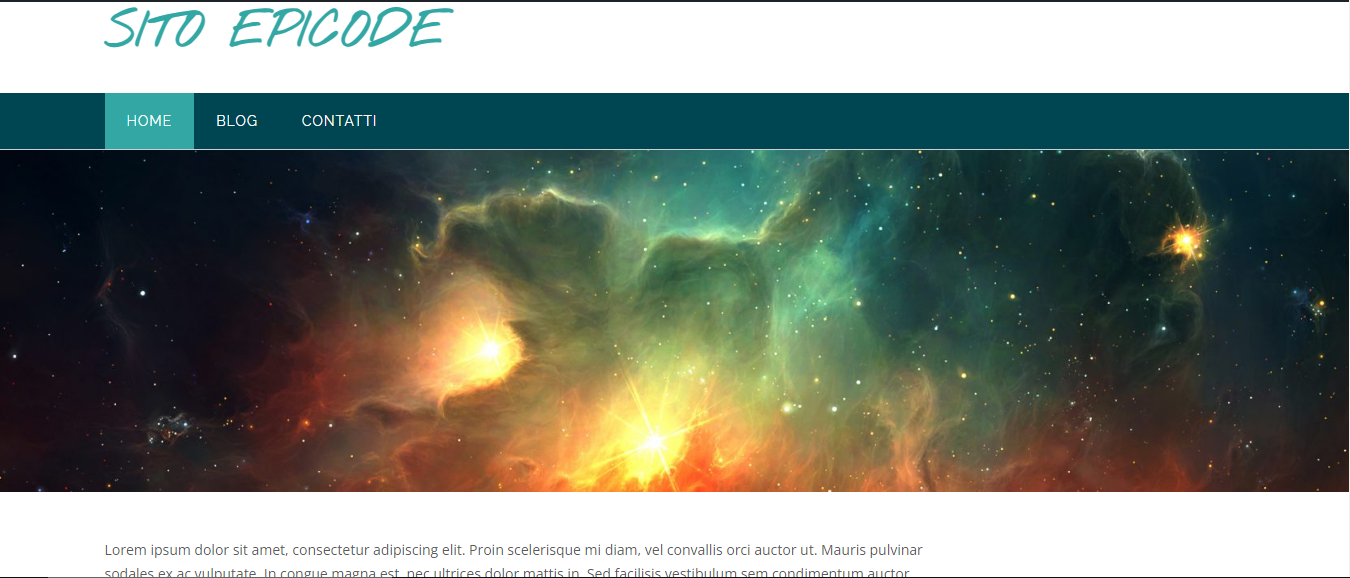 SITO EPICODE
HOME BLOG CONTATTI
Lorem ipsum dolor sit amet, consectetur adipiscing elit. Proin scelerisque mi diam, vel convallis orci auctor ut. Mauris pulvinar
sodales ex ac vulputate. In congue magna est, nec ultrices dolor mattis in. Sed facilisis vestibulum sem condimentum auctor.